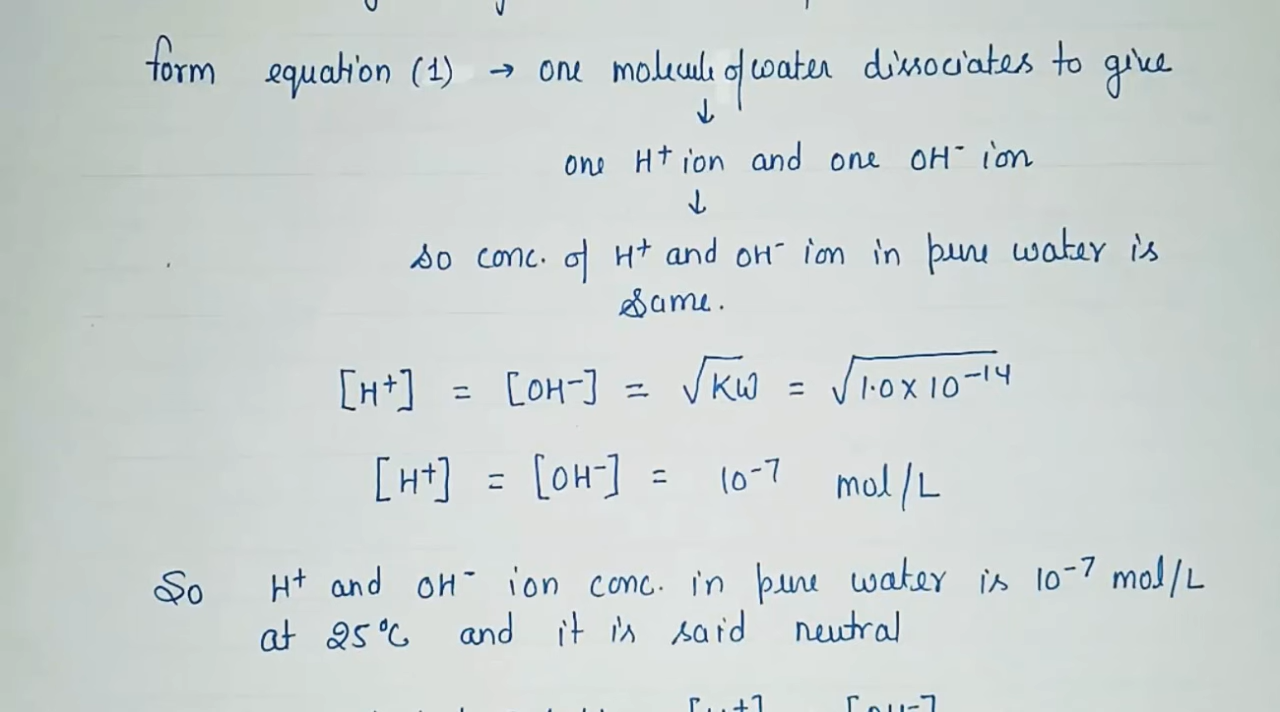 form equation (1) → one molecule of water dissociates to give
↓
one H⁺ ion and one OH⁻ ion
↓
so conc. of H⁺ and OH⁻ ion in pure water is
same.
[H⁺] = [OH⁻] = √KW = √1.0 x 10⁻¹⁴
[H⁺] = [OH⁻] = 10⁻⁷ mol/L
So H⁺ and OH⁻ ion conc. in pure water is 10⁻⁷ mol/L
at 25°C and it is said neutral